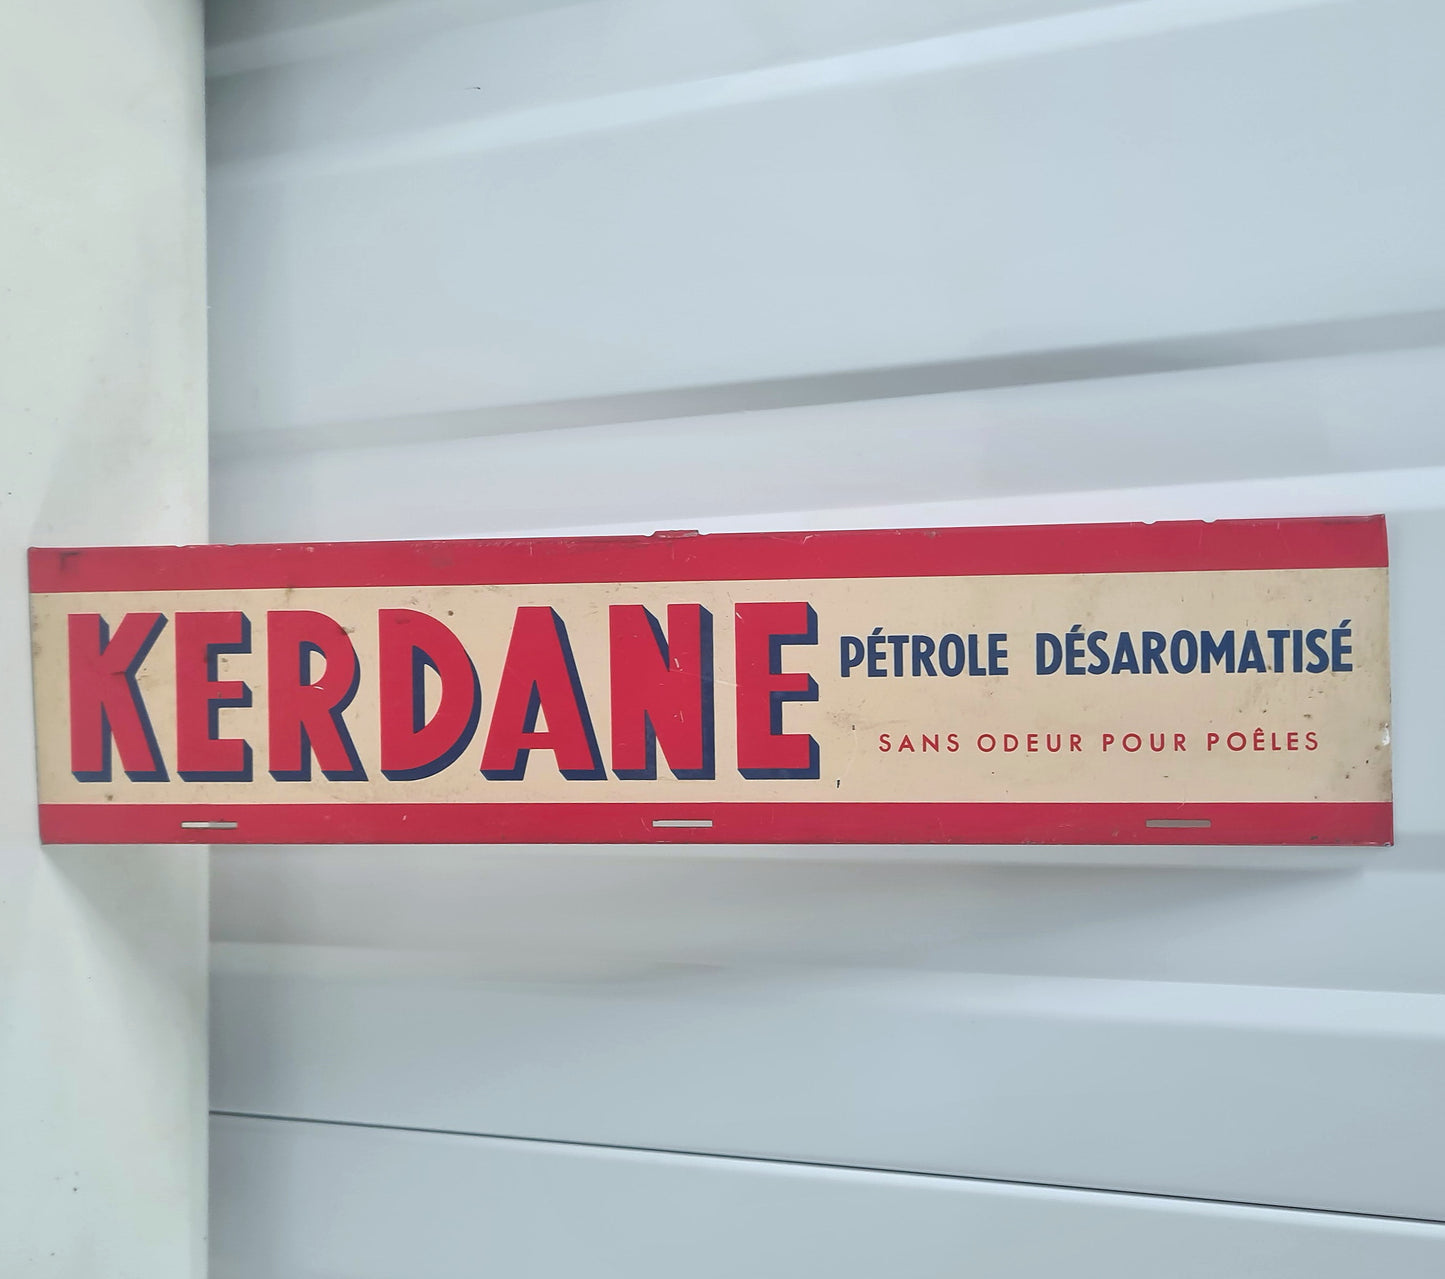 KERDANE
PÉTROLE DÉSAROMATISÉ
SANS ODEUR POUR POÊLES